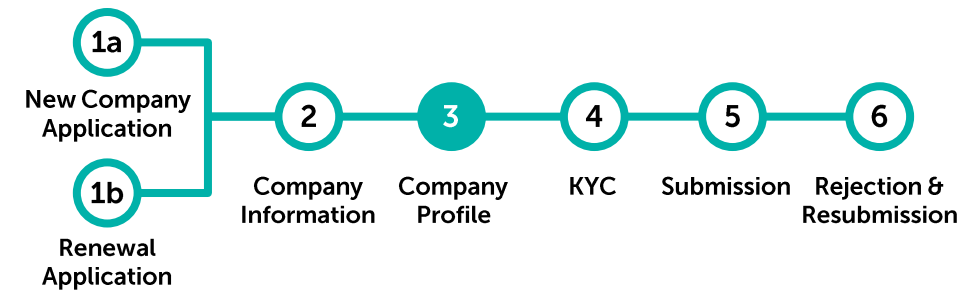 1a
New Company
Application
1b
Renewal
Application
2
Company
Information
3
Company
Profile
4
KYC
5
Submission
6
Rejection &
Resubmission